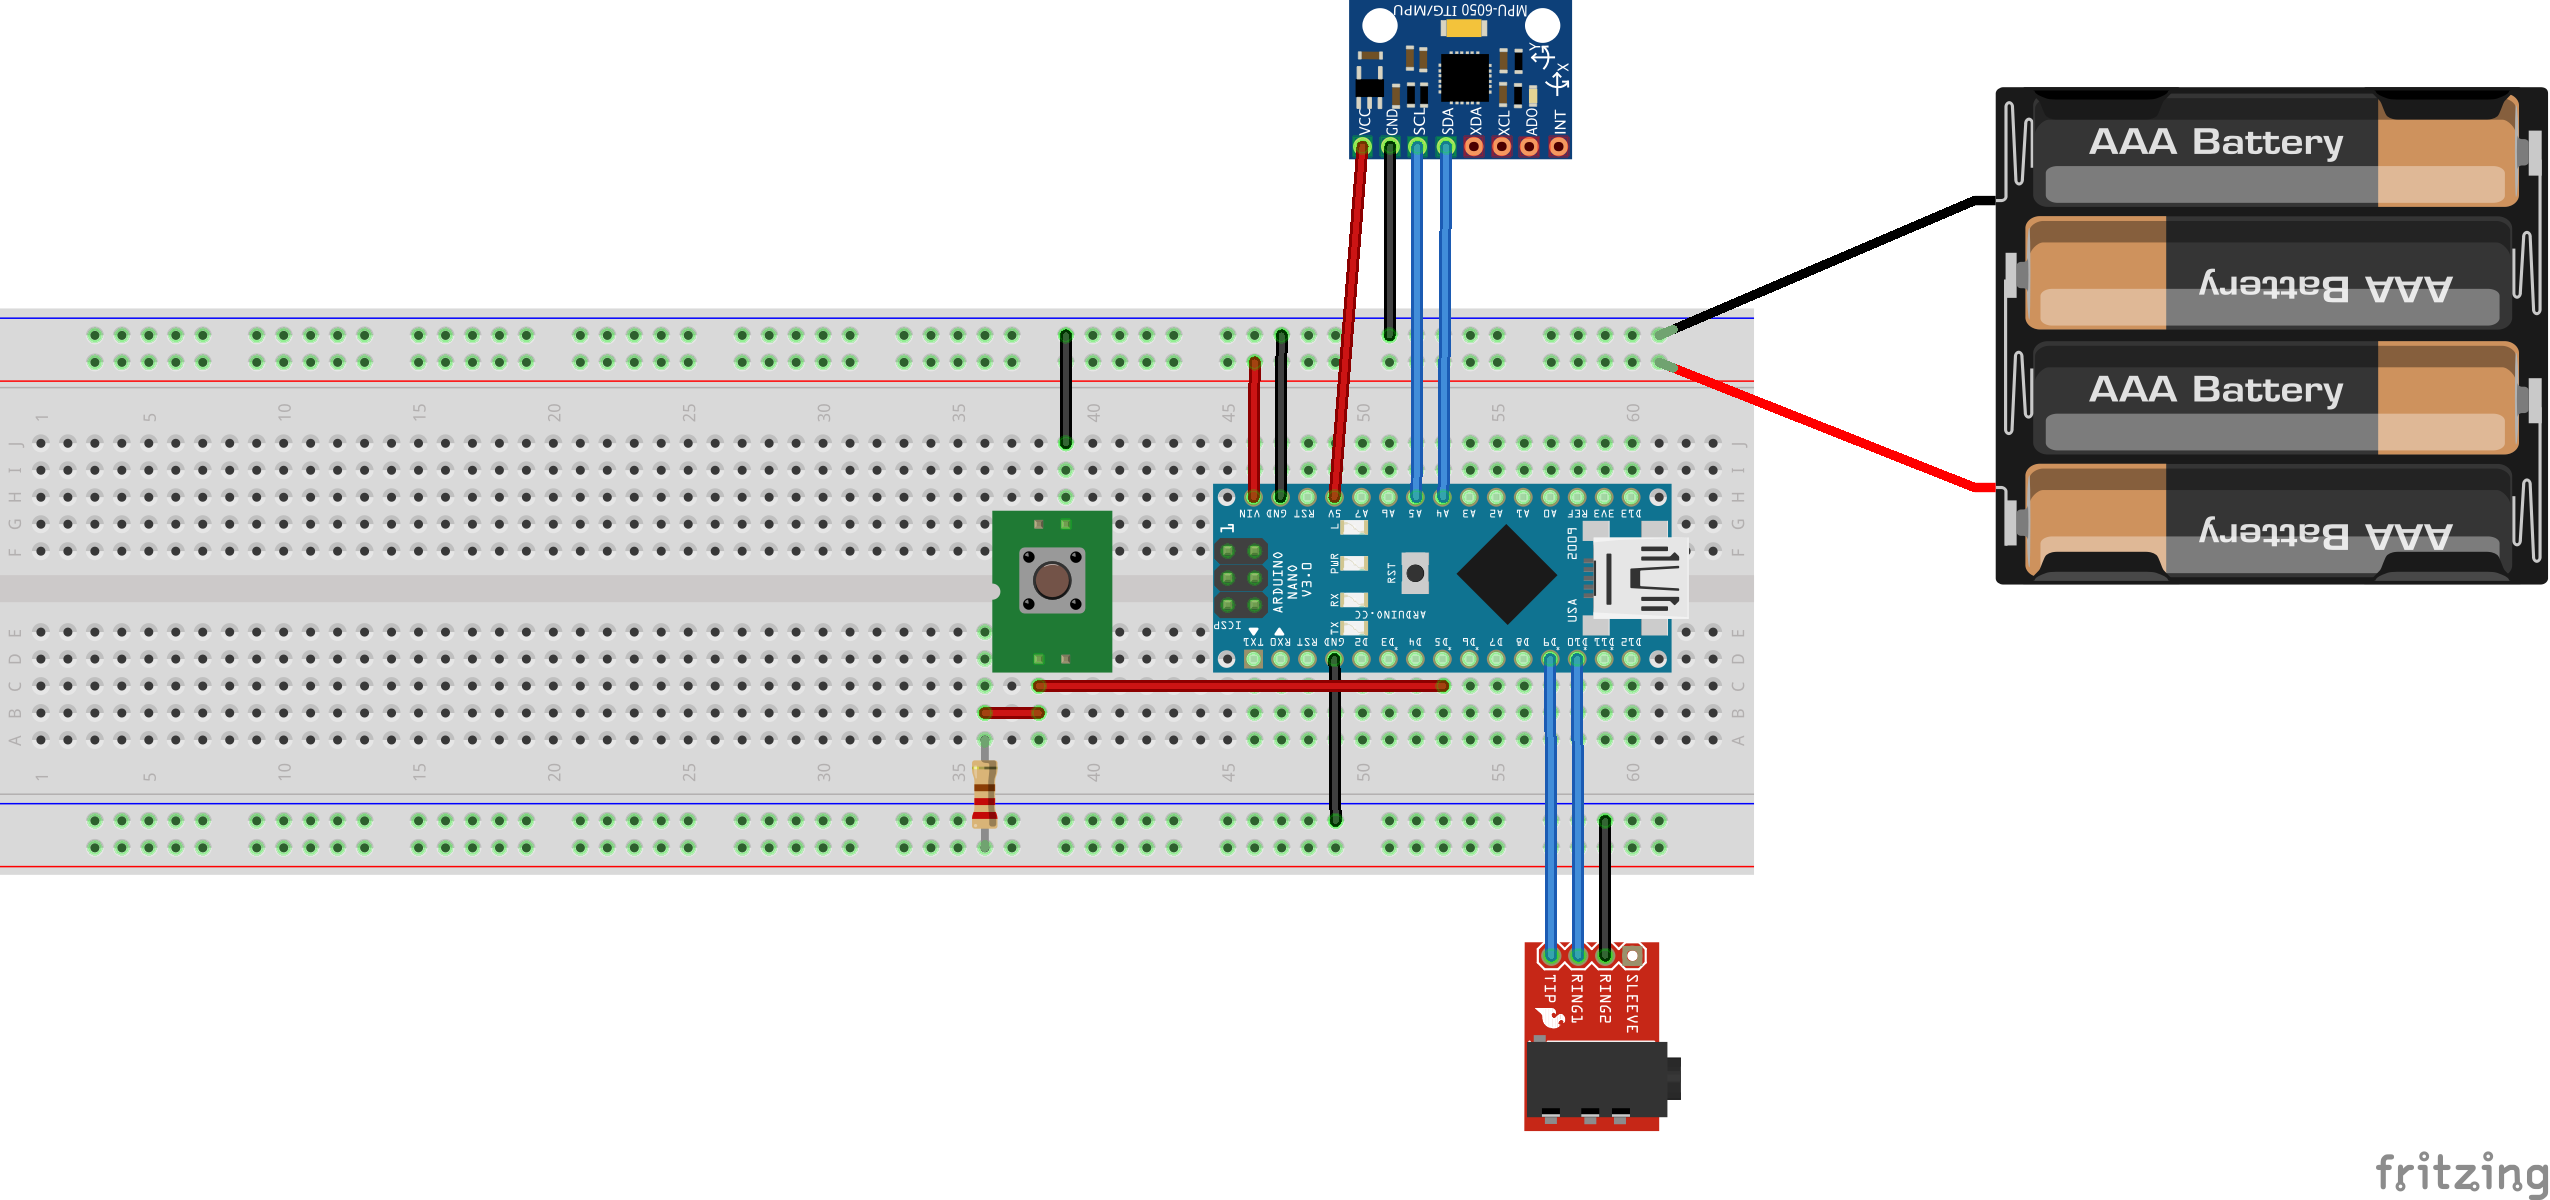 MPU-6050 ITG/MPU
Y
X
VCC
GND
SCL
SDA
XDA
XCL
ADO
INT
AAA Battery
AAA Battery
AAA Battery
AAA Battery
1 5 10 15 20 25 30 35 40 45 50 55 60
J J
I I
H H
G G
F F
VIN GND RST 5V A7 A6 A5 A4 A3 A2 A1 A0 REF 3V3 D13
1
L
PWR
RX
TX
ARDUINO
NANO
V3.0
RST
ARDUINO.CC
USA
ICSP
TX1 RX0 RST GND D2 D3 D4 D5 D6 D7 D8 D9 D10 D11 D12
E E
D D
C C
B B
A A
1 5 10 15 20 25 30 35 40 45 50 55 60
TIP
RING1
RING2
SLEEVE
fritzing